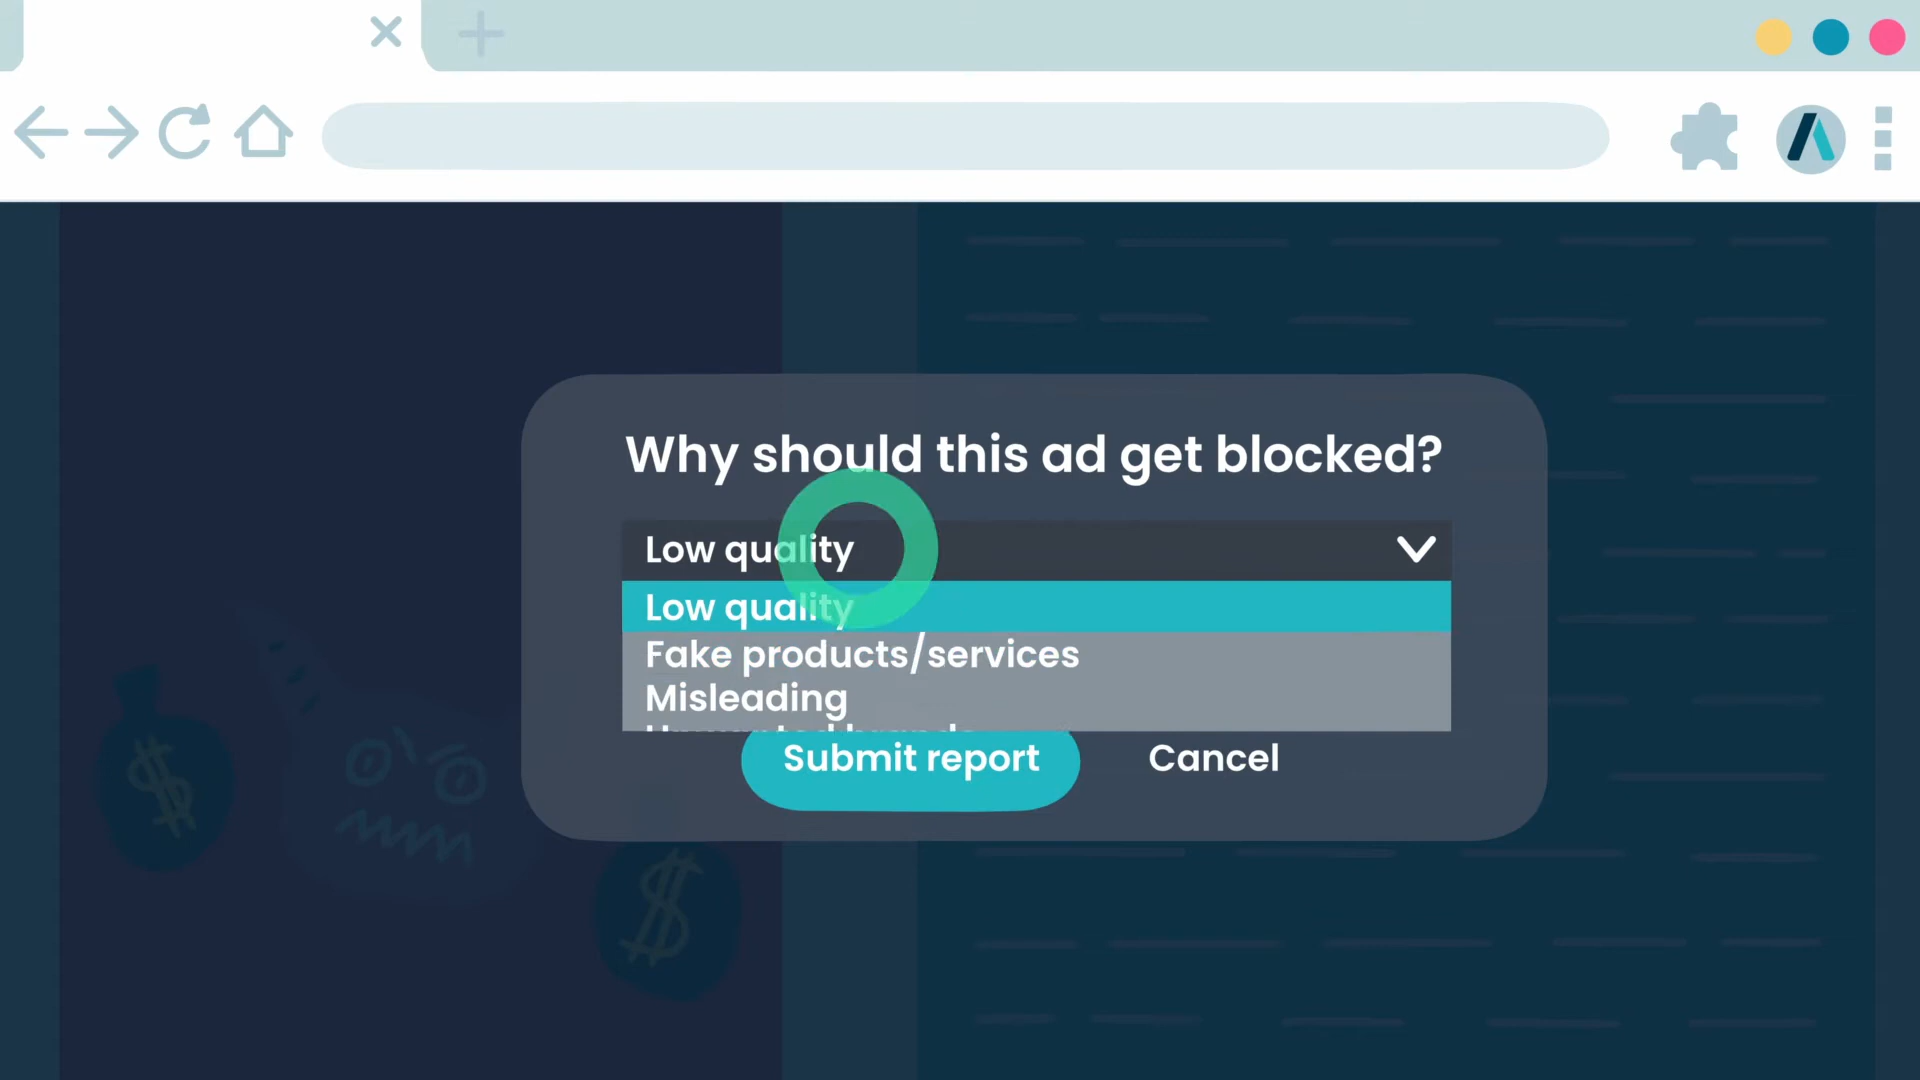 Why should this ad get blocked?
Low quality
Low quality
Fake products/services
Misleading
Submit report
Cancel
$
$